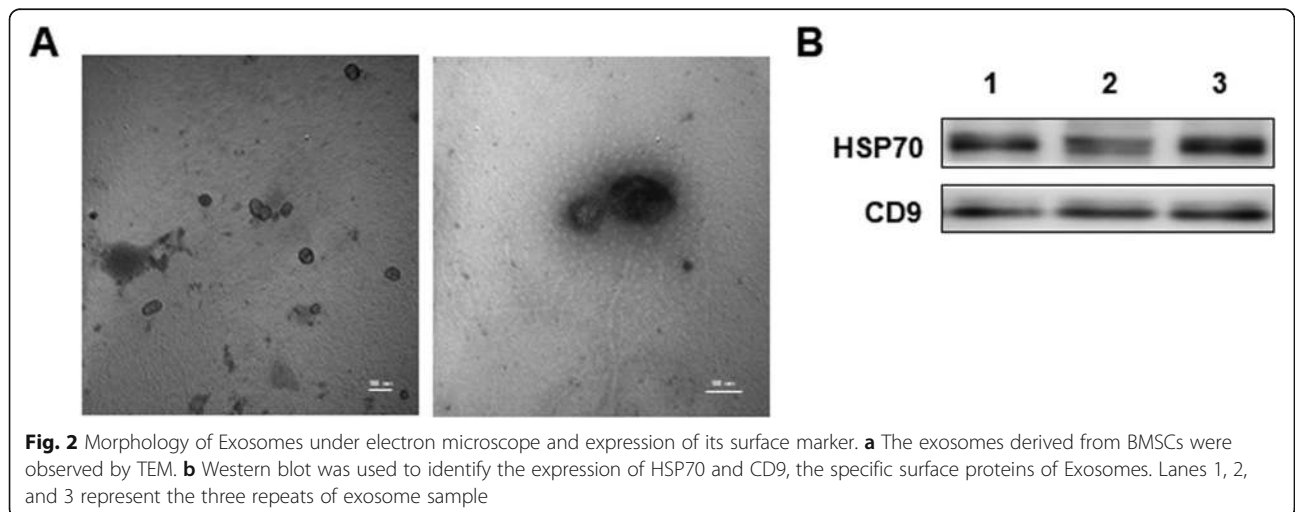 A
B
1 2 3
HSP70
CD9
Fig. 2 Morphology of Exosomes under electron microscope and expression of its surface marker. a The exosomes derived from BMSCs were
observed by TEM. b Western blot was used to identify the expression of HSP70 and CD9, the specific surface proteins of Exosomes. Lanes 1, 2,
and 3 represent the three repeats of exosome sample